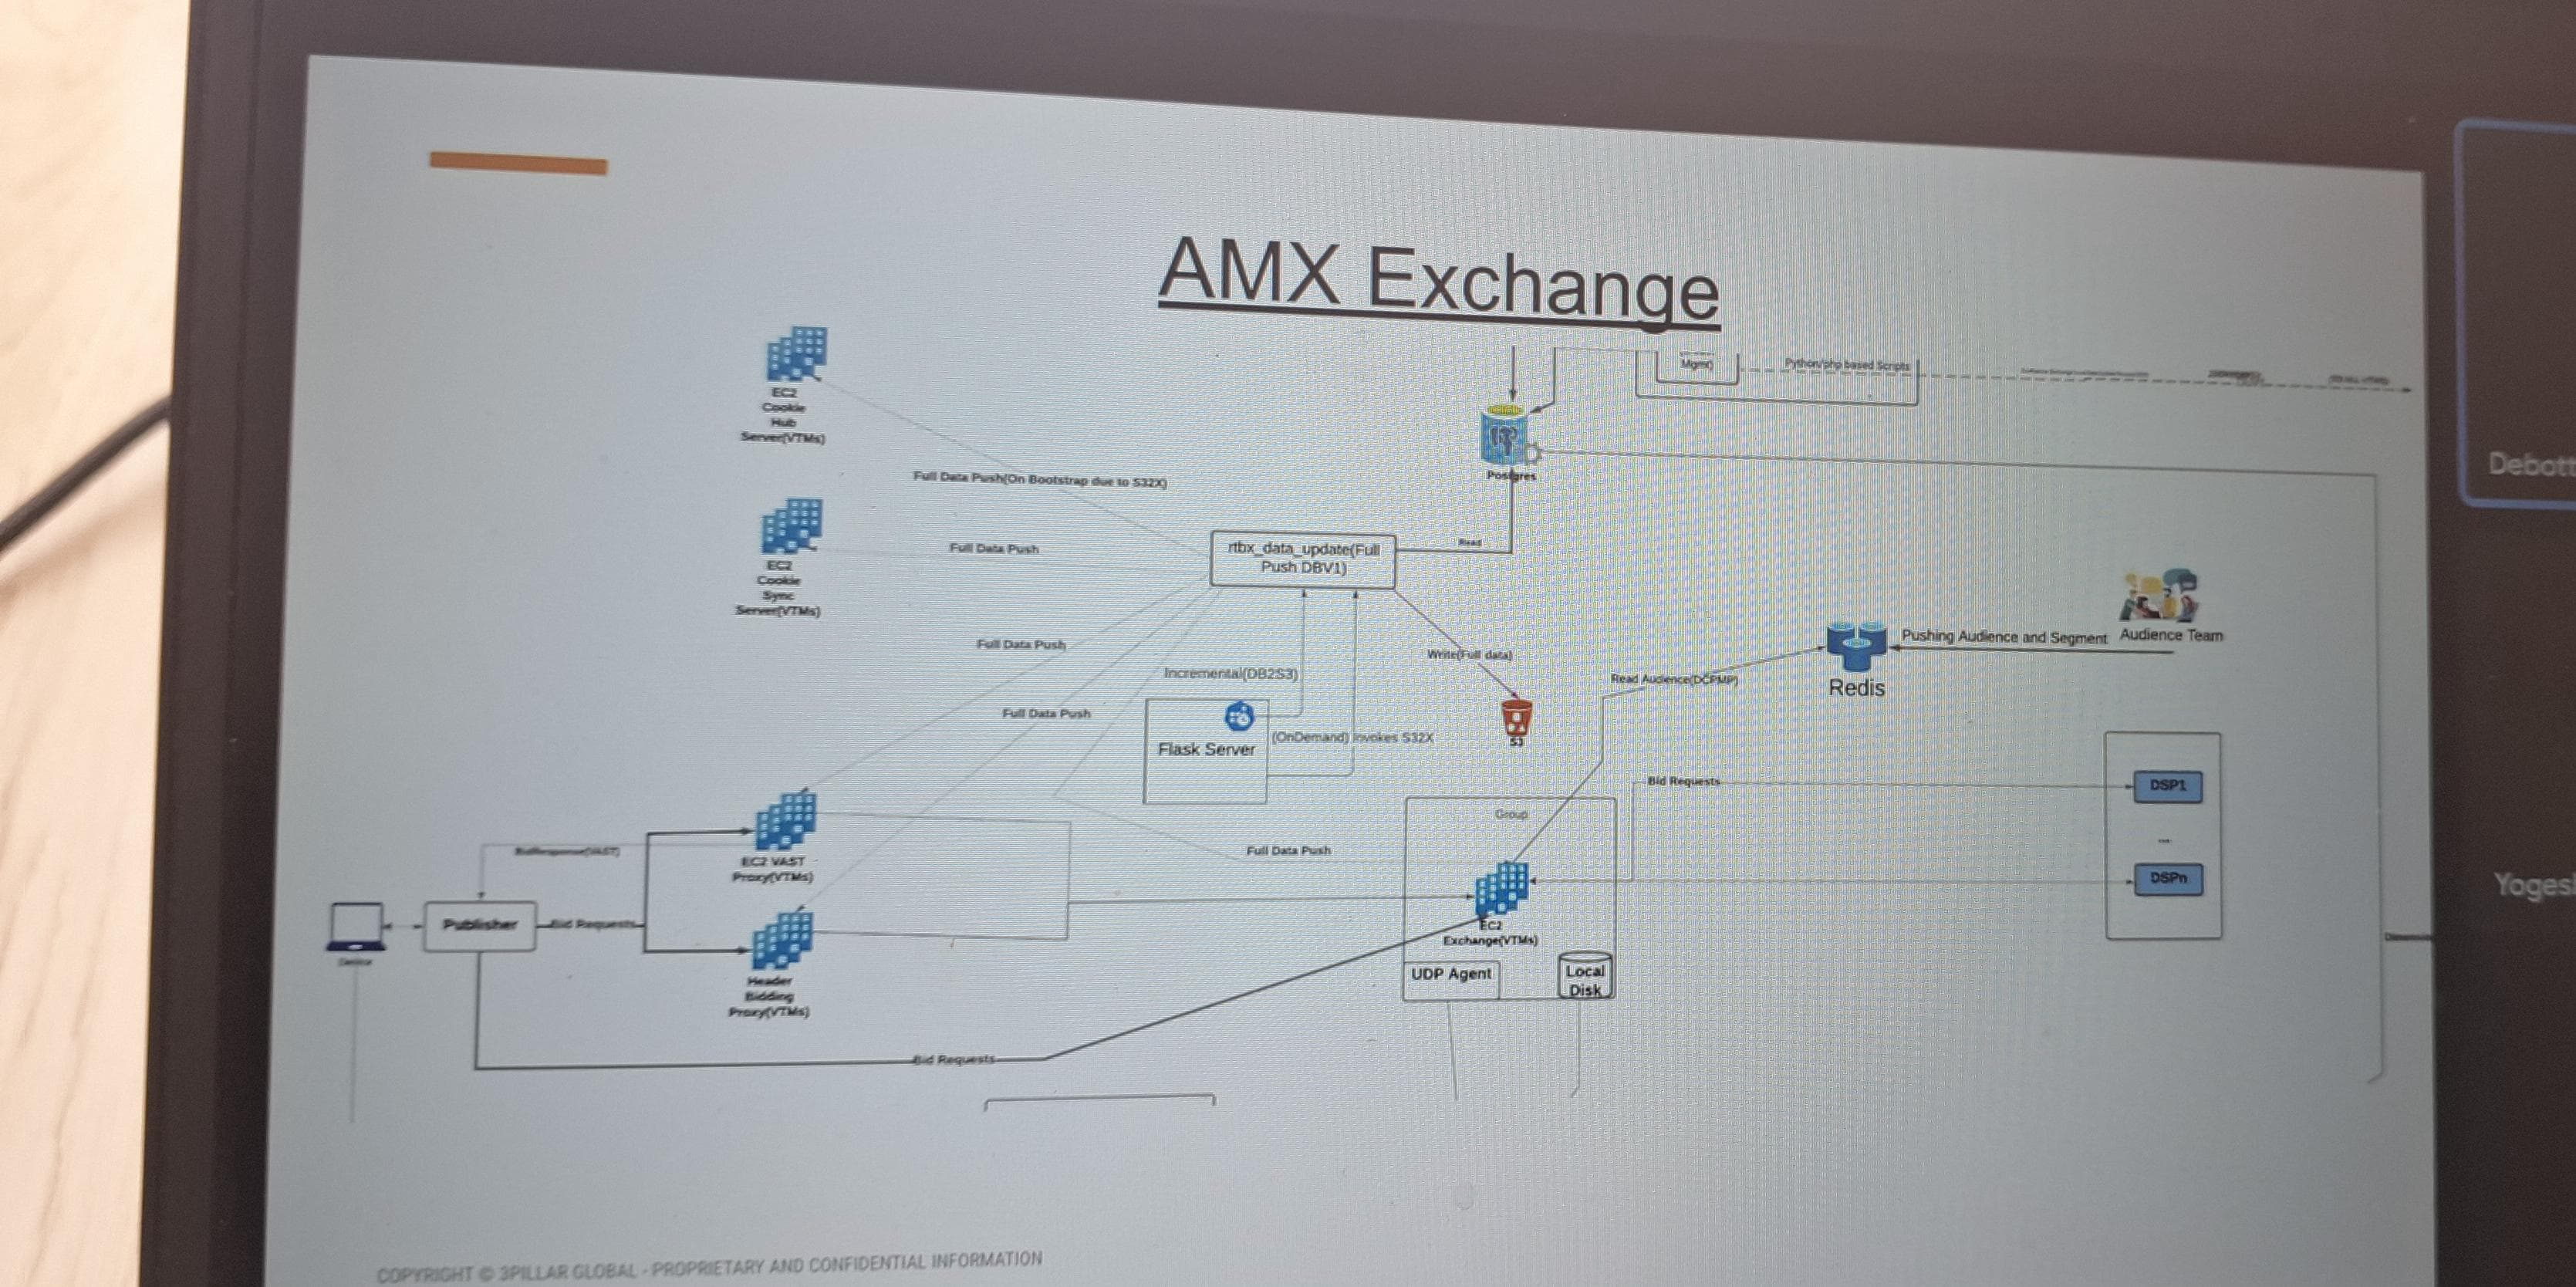 AMX Exchange
EC2
Cookie
Hub
Server(VTMs)
Mgmt)
Python/php based Scripts
Postgres
Full Data Push(On Bootstrap due to S32X)
EC2
Cookie
Sync
Server(VTMs)
Full Data Push
rtbx_data_update(Full
Push DBV1)
Read
Full Data Push
Write(Full data)
Pushing Audience and Segment
Audience Team
Incremental(DB2S3)
Read Audience(DCPMP)
Redis
Full Data Push
Flask Server
(OnDemand) Invokes S32X
S3
Bid Requests
DSP1
...
DSPn
Group
Full Data Push
BidResponse(VAST)
EC2 VAST
Proxy(VTMs)
Device
Publisher
Bid Requests
EC2
Exchange(VTMs)
Header
Bidding
Proxy(VTMs)
UDP Agent
Local
Disk
Bid Requests
COPYRIGHT © 3PILLAR GLOBAL - PROPRIETARY AND CONFIDENTIAL INFORMATION
Debott
Yoges